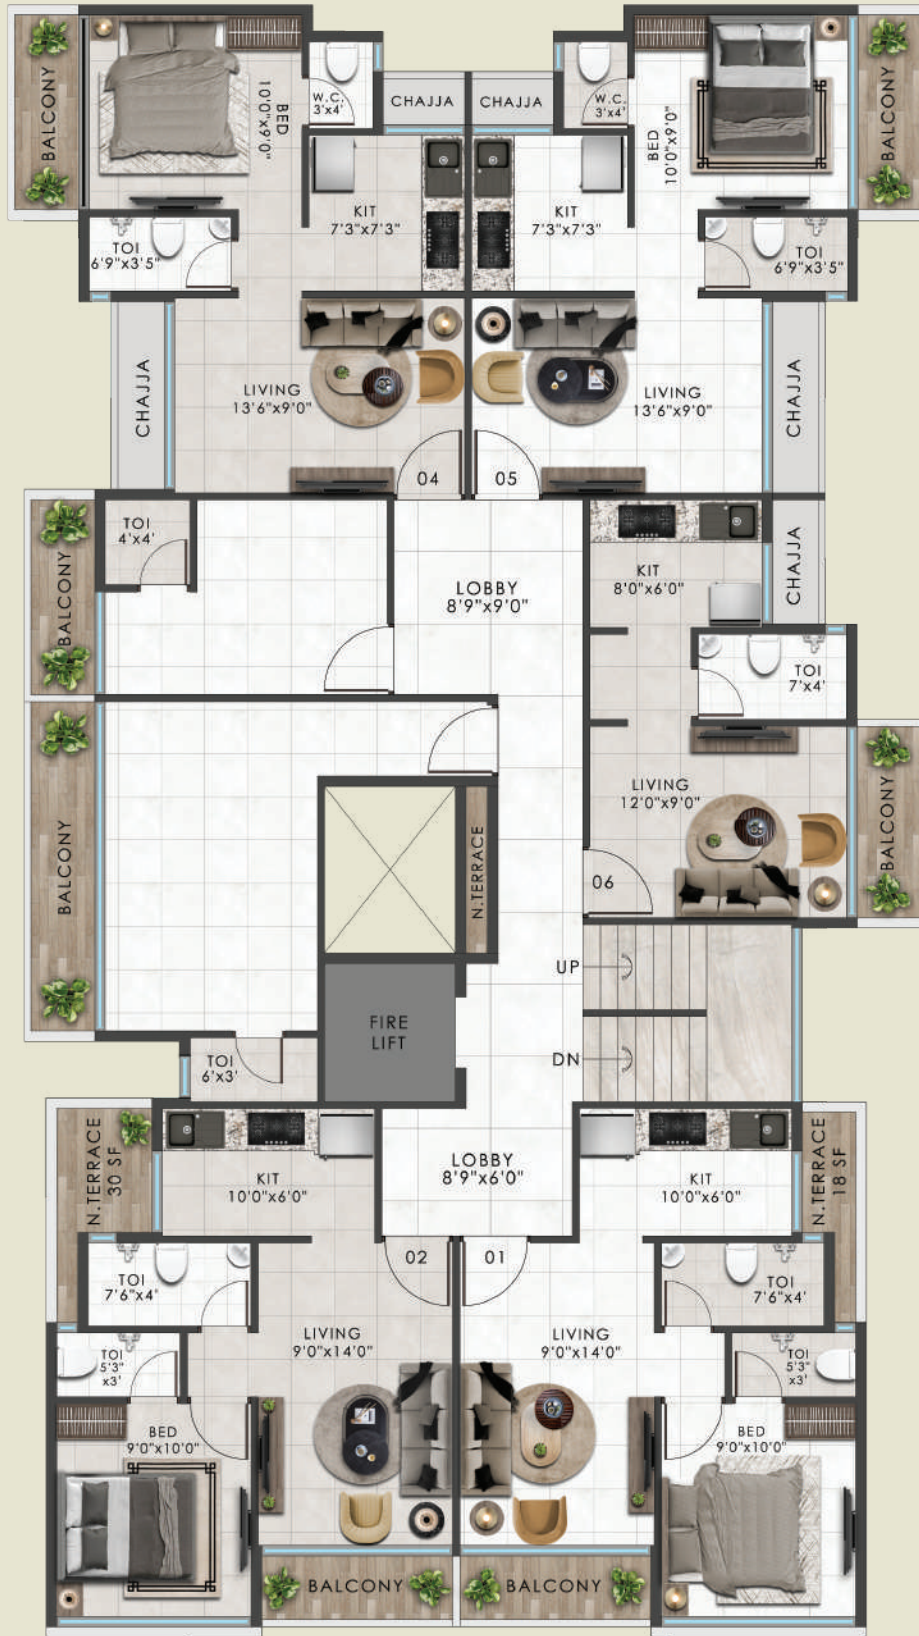 BALCONY
BED
10'0"x9'0"
W.C.
3'x4'
CHAJJA
CHAJJA
W.C.
3'x4'
BED
10'0"x9'0"
BALCONY
KIT
7'3"x7'3"
KIT
7'3"x7'3"
TOI
6'9"x3'5"
TOI
6'9"x3'5"
CHAJJA
LIVING
13'6"x9'0"
LIVING
13'6"x9'0"
CHAJJA
04
05
TOI
4'x4'
BALCONY
LOBBY
8'9"x9'0"
KIT
8'0"x6'0"
CHAJJA
TOI
7'x4'
BALCONY
N.TERRACE
LIVING
12'0"x9'0"
BALCONY
06
UP
FIRE
LIFT
DN
TOI
6'x3'
N.TERRACE
30 SF
KIT
10'0"x6'0"
LOBBY
8'9"x6'0"
KIT
10'0"x6'0"
N.TERRACE
18 SF
02
01
TOI
7'6"x4'
TOI
7'6"x4'
LIVING
9'0"x14'0"
LIVING
9'0"x14'0"
TOI
5'3"
x3'
TOI
5'3"
x3'
BED
9'0"x10'0"
BED
9'0"x10'0"
BALCONY
BALCONY